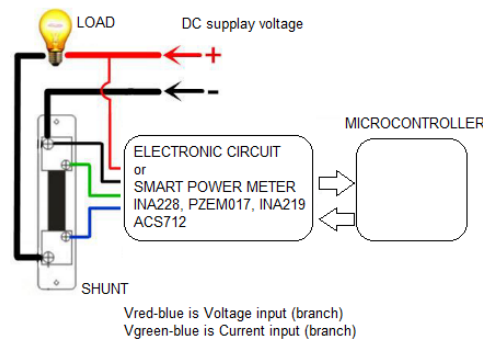 LOAD
DC supplay voltage
+
-
MICROCONTROLLER
ELECTRONIC CIRCUIT
or
SMART POWER METER
INA228, PZEM017, INA219
ACS712
SHUNT
Vred-blue is Voltage input (branch)
Vgreen-blue is Current input (branch)